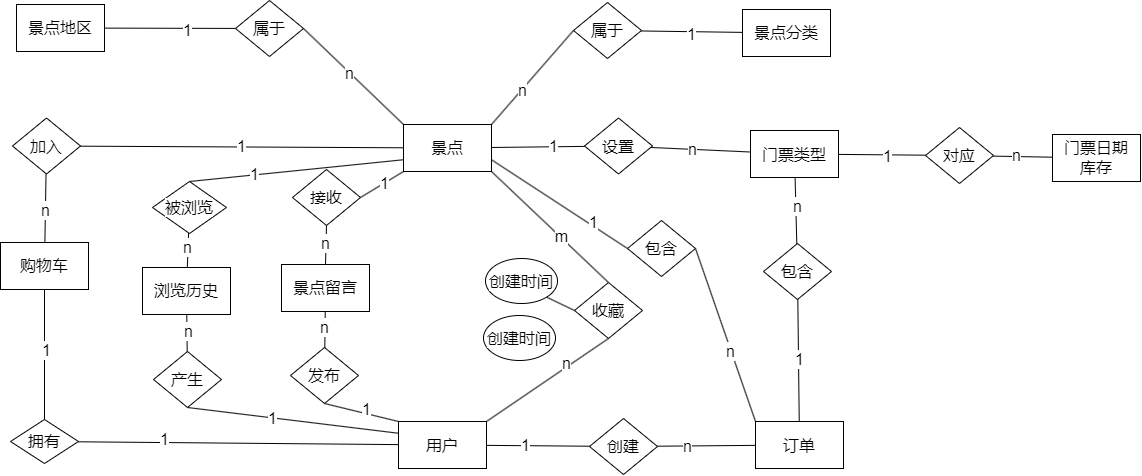 景点地区
1
属于
属于
1
景点分类
n
n
加入
1
景点
1
设置
n
门票类型
1
对应
n
门票日期
库存
1
1
被浏览
接收
n
n
1
m
n
n
包含
n
购物车
浏览历史
景点留言
创建时间
收藏
包含
n
n
创建时间
1
n
n
1
产生
发布
1
1
拥有
1
用户
1
创建
n
订单